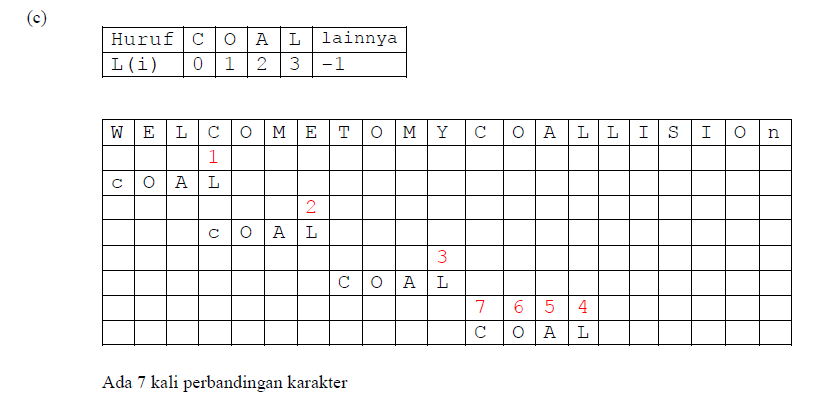 (c)
Huruf C O A L lainnya
L(i) 0 1 2 3 -1
W E L C O M E T O M Y C O A L L I S I O n
1
c O A L
2
c O A L
3
C O A L
7 6 5 4
C O A L
Ada 7 kali perbandingan karakter